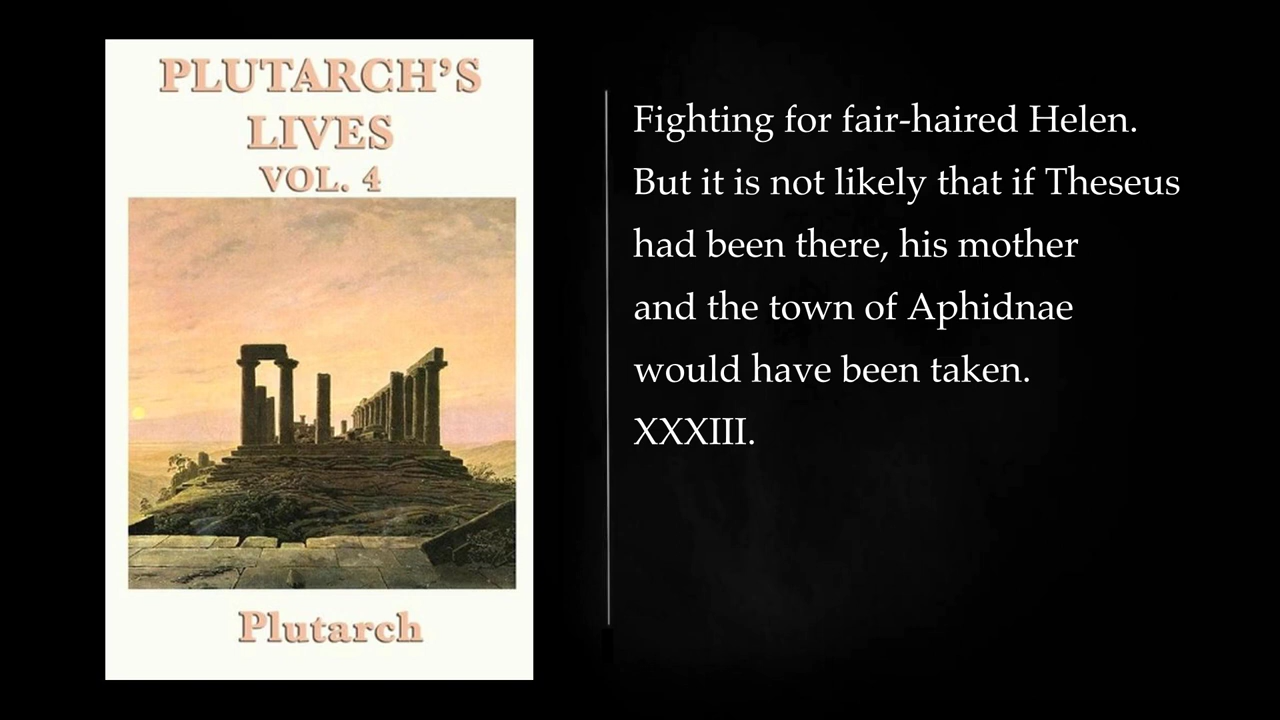 PLUTARCH'S
LIVES
VOL. 4
Plutarch
Fighting for fair-haired Helen.
But it is not likely that if Theseus
had been there, his mother
and the town of Aphidnae
would have been taken.
XXXIII.